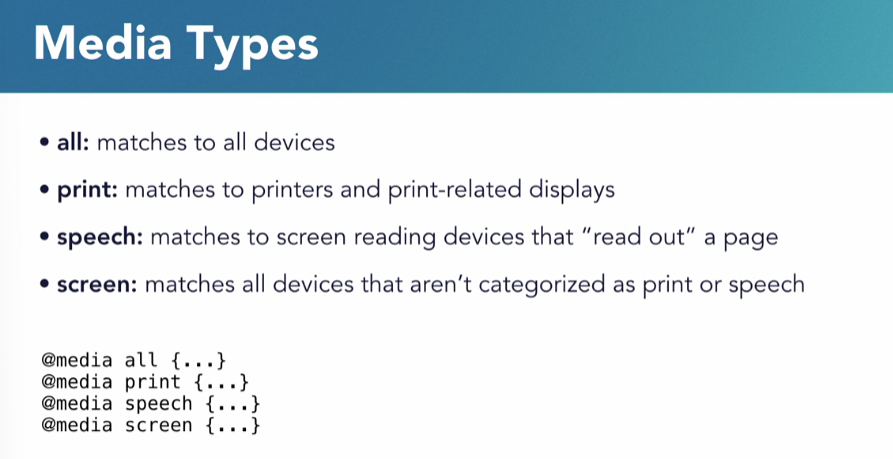 Media Types
• all: matches to all devices
• print: matches to printers and print-related displays
• speech: matches to screen reading devices that “read out” a page
• screen: matches all devices that aren’t categorized as print or speech
@media all {...}
@media print {...}
@media speech {...}
@media screen {...}